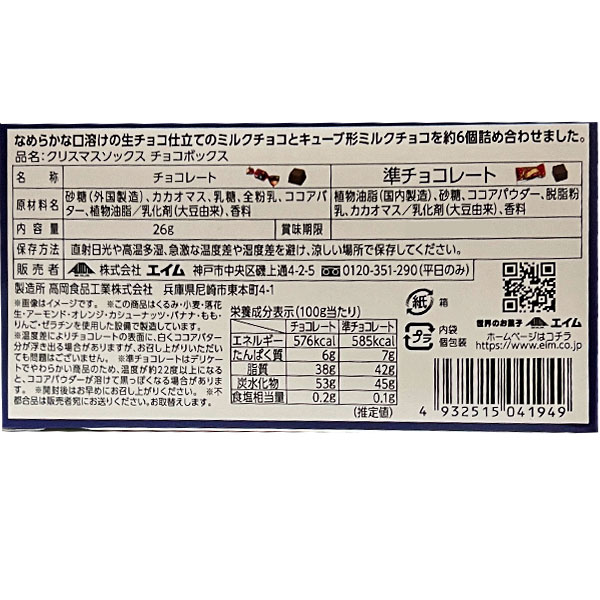 なめらかな口溶けの生チョコ仕立てのミルクチョコとキューブ形ミルクチョコを約6個詰め合わせました。
品名：クリスマスソックス チョコボックス
名 称 チョコレート 準チョコレート
原材料名 砂糖（外国製造）、カカオマス、乳糖、全粉乳、ココアパウダー、植物油脂／乳化剤（大豆由来）、香料
植物油脂（国内製造）、砂糖、ココアパウダー、脱脂粉乳、カカオマス／乳化剤（大豆由来）、香料
内 容 量 26g 賞味期限
保存方法 直射日光や高温多湿、急激な温度差や湿度差を避け、涼しい場所で保存してください。
販 売 者 エイム 株式会社 エイム 神戸市中央区磯上通4-2-5 0120-351-290（平日のみ）
製造所 高岡食品工業株式会社 兵庫県尼崎市東本町4-1
※画像はイメージです。 ※この商品はくるみ・小麦・落花
生・アーモンド・オレンジ・カシューナッツ・バナナ・もも・
りんご・ゼラチンを使用した設備で製造しています。
※温度差によりチョコレートの表面に、白くココアバター
分が浮き出る場合がありますが、お召し上がりいただい
ても問題はございません。 ※準チョコレートはデリケー
トでやわらかい商品のため、温度が約22度以上になる
と、ココアパウダーが溶けて黒っぽくなる場合がありま
す。 ※開封後はお早めにお召し上がりください。 ※不
都合品は販売者宛にお送りください。お取替えします。
栄養成分表示（100g当たり）
チョコレート 準チョコレート
エネルギー 576kcal 585kcal
たんぱく質 6g 7g
脂質 38g 42g
炭水化物 53g 45g
食塩相当量 0.2g 0.1g
（推定値）
紙 箱
プラ 内袋
個包装
世界のお菓子 エイム
ホームページはコチラ
https://www.eim.co.jp
4 932515 041949